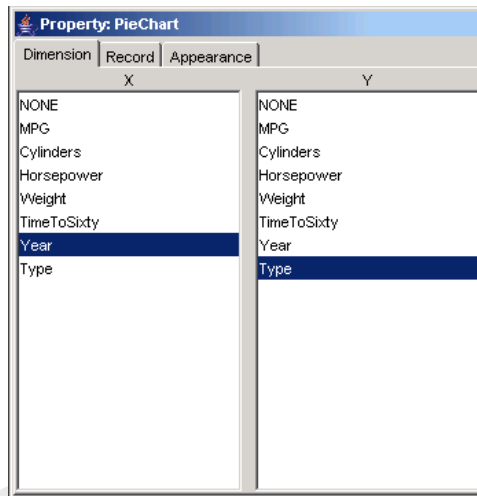 Property: PieChart
Dimension Record Appearance
X
NONE
MPG
Cylinders
Horsepower
Weight
TimeToSixty
Year
Type
Y
NONE
MPG
Cylinders
Horsepower
Weight
TimeToSixty
Year
Type